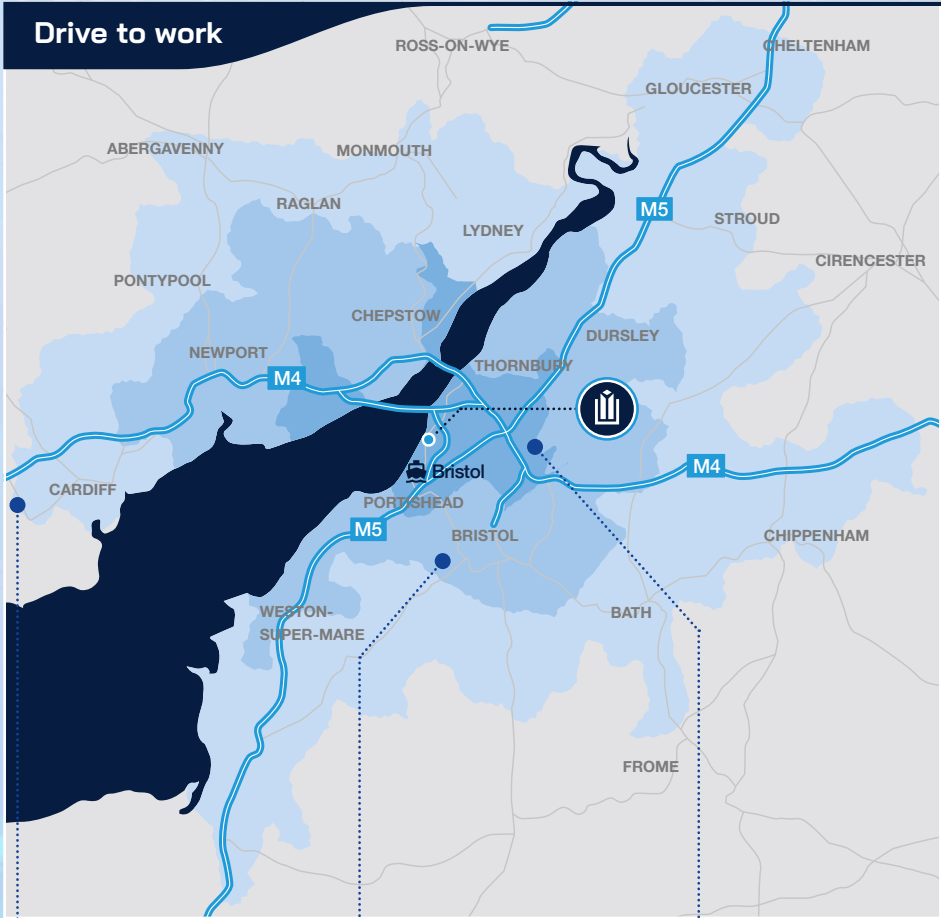 Drive to work
ROSS-ON-WYE
CHELTENHAM
GLOUCESTER
ABERGAVENNY
MONMOUTH
RAGLAN
M5
STROUD
LYDNEY
CIRENCESTER
PONTYPOOL
CHEPSTOW
DURSLEY
NEWPORT
THORNBURY
M4
M4
Bristol
CARDIFF
PORTISHEAD
M5
BRISTOL
CHIPPENHAM
WESTON-
SUPER-MARE
BATH
FROME